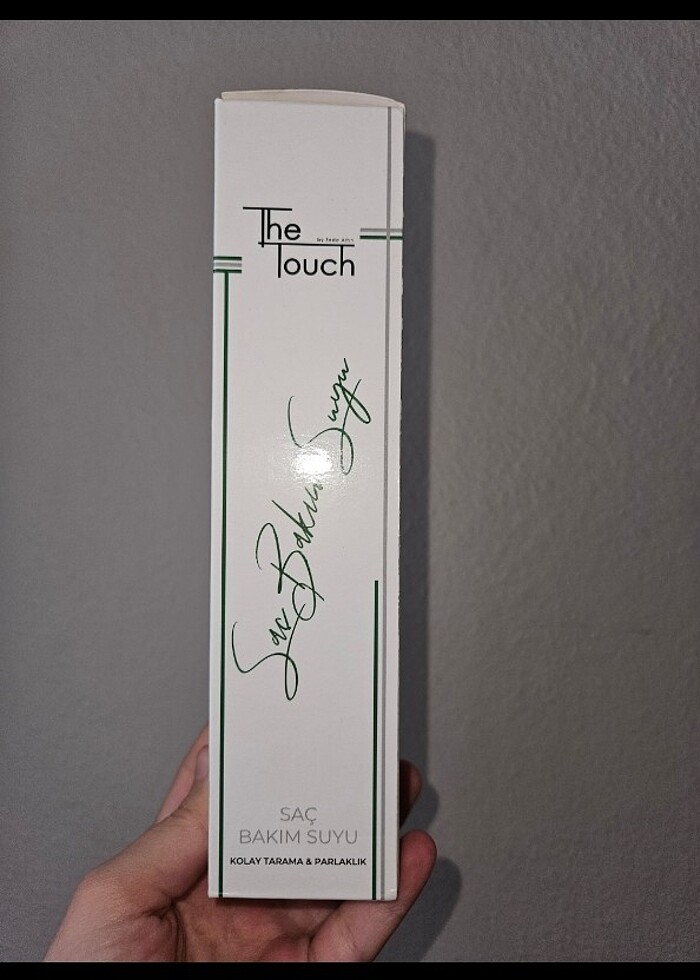 The
Touch
Saç Bakım Suyu
SAÇ
BAKIM SUYU
KOLAY TARAMA & PARLAKLIK